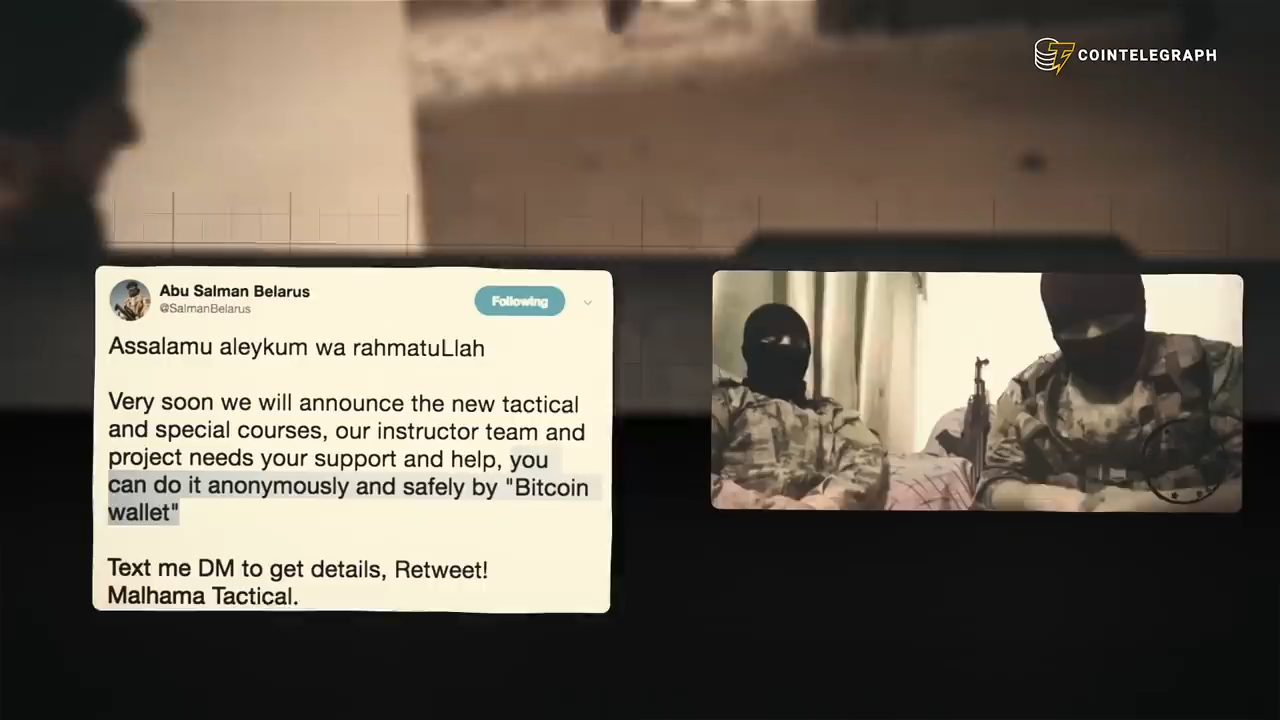 COINTELEGRAPH
Abu Salman Belarus
@SalmanBelarus
Following
Assalamu aleykum wa rahmatuLlah
Very soon we will announce the new tactical
and special courses, our instructor team and
project needs your support and help, you
can do it anonymously and safely by "Bitcoin
wallet"
Text me DM to get details, Retweet!
Malhama Tactical.